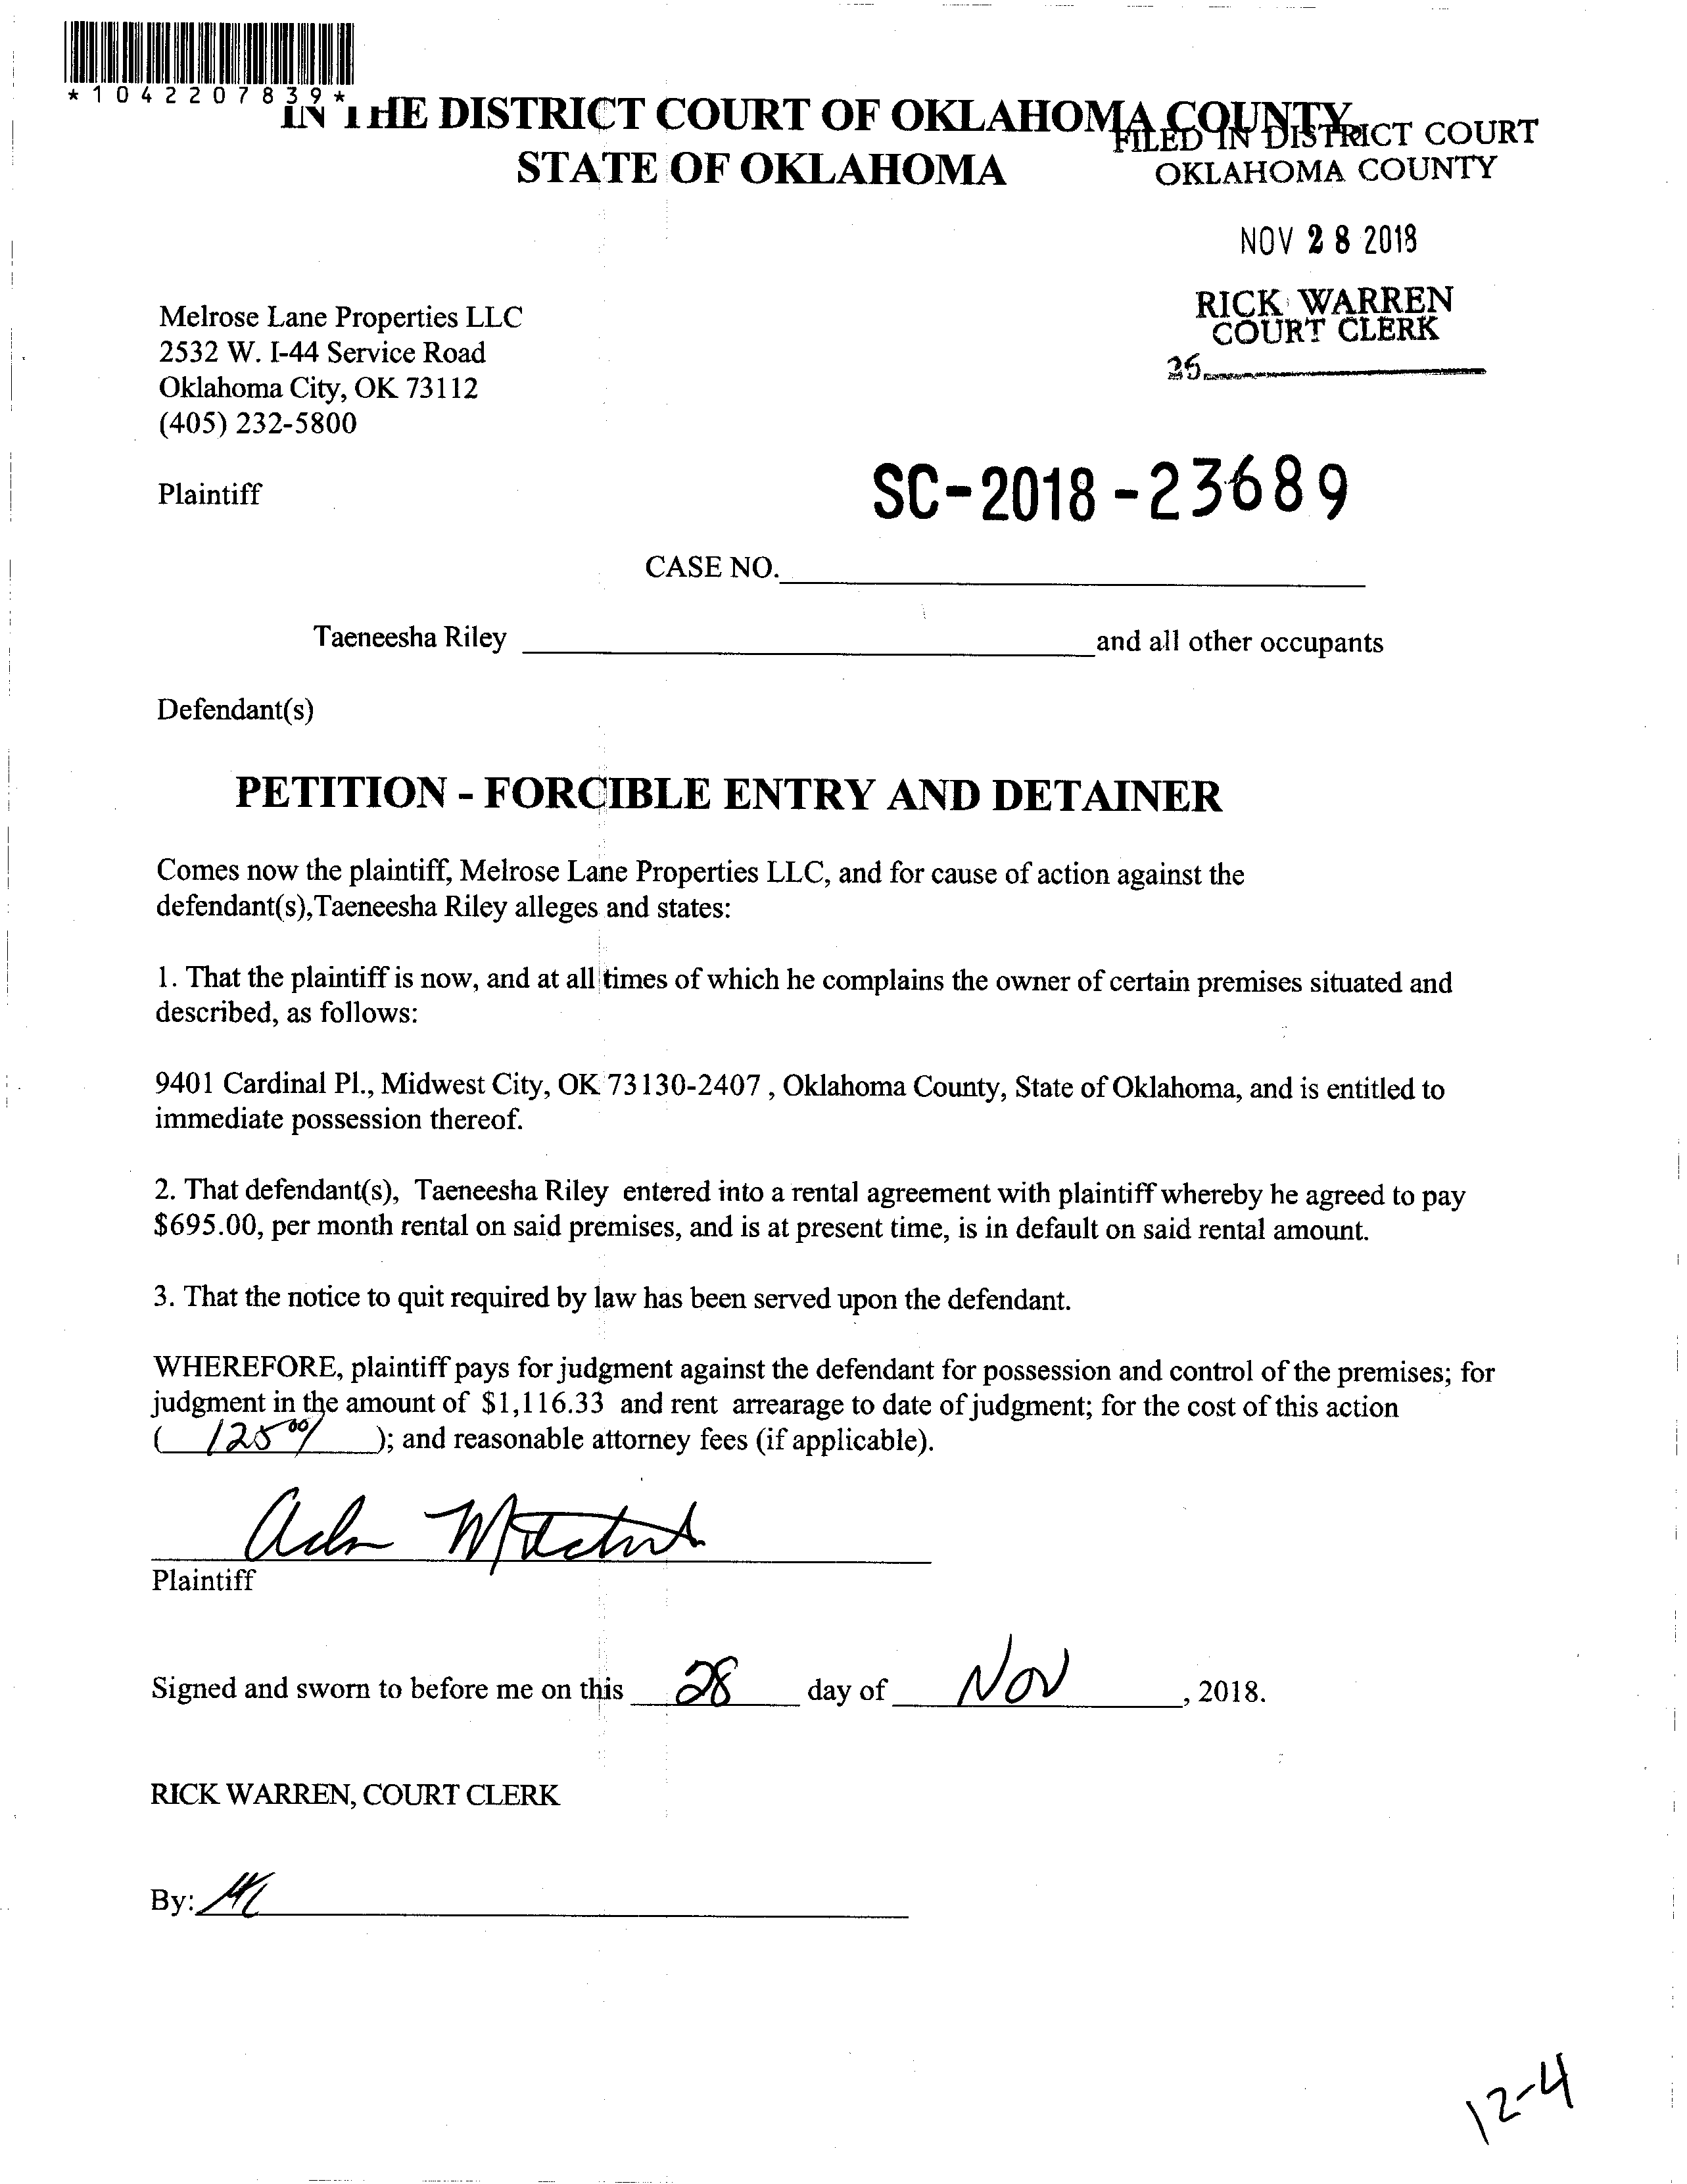 *1042207839*
IN THE DISTRICT COURT OF OKLAHOMA COUNTY
STATE OF OKLAHOMA
FILED IN DISTRICT COURT
OKLAHOMA COUNTY
NOV 28 2018
RICK WARREN
COURT CLERK
Melrose Lane Properties LLC
2532 W. I-44 Service Road
Oklahoma City, OK 73112
(405) 232-5800
Plaintiff
SC-2018-23689
CASE NO.
Taeneesha Riley and all other occupants
Defendant(s)
PETITION - FORCIBLE ENTRY AND DETAINER
Comes now the plaintiff, Melrose Lane Properties LLC, and for cause of action against the
defendant(s),Taeneesha Riley alleges and states:
1. That the plaintiff is now, and at all times of which he complains the owner of certain premises situated and
described, as follows:
9401 Cardinal Pl., Midwest City, OK 73130-2407 , Oklahoma County, State of Oklahoma, and is entitled to
immediate possession thereof.
2. That defendant(s), Taeneesha Riley entered into a rental agreement with plaintiff whereby he agreed to pay
$695.00, per month rental on said premises, and is at present time, is in default on said rental amount.
3. That the notice to quit required by law has been served upon the defendant.
WHEREFORE, plaintiff pays for judgment against the defendant for possession and control of the premises; for
judgment in the amount of $1,116.33 and rent arrearage to date of judgment; for the cost of this action
( 125 00/ ); and reasonable attorney fees (if applicable).
Plaintiff
Signed and sworn to before me on this 28 day of Nov , 2018.
RICK WARREN, COURT CLERK
By:
12-4